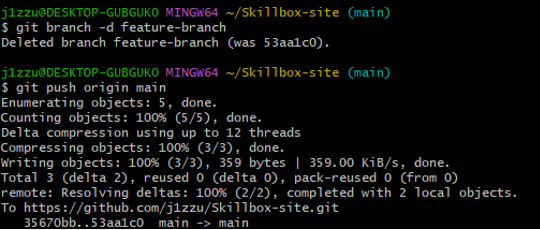 j1zzu@DESKTOP-GUBGUKO MINGW64 ~/Skillbox-site (main)
$ git branch -d feature-branch
Deleted branch feature-branch (was 53aa1c0).
j1zzu@DESKTOP-GUBGUKO MINGW64 ~/Skillbox-site (main)
$ git push origin main
Enumerating objects: 5, done.
Counting objects: 100% (5/5), done.
Delta compression using up to 12 threads
Compressing objects: 100% (3/3), done.
Writing objects: 100% (3/3), 359 bytes | 359.00 KiB/s, done.
Total 3 (delta 2), reused 0 (delta 0), pack-reused 0 (from 0)
remote: Resolving deltas: 100% (2/2), completed with 2 local objects.
To https://github.com/j1zzu/Skillbox-site.git
   35670bb..53aa1c0  main -> main